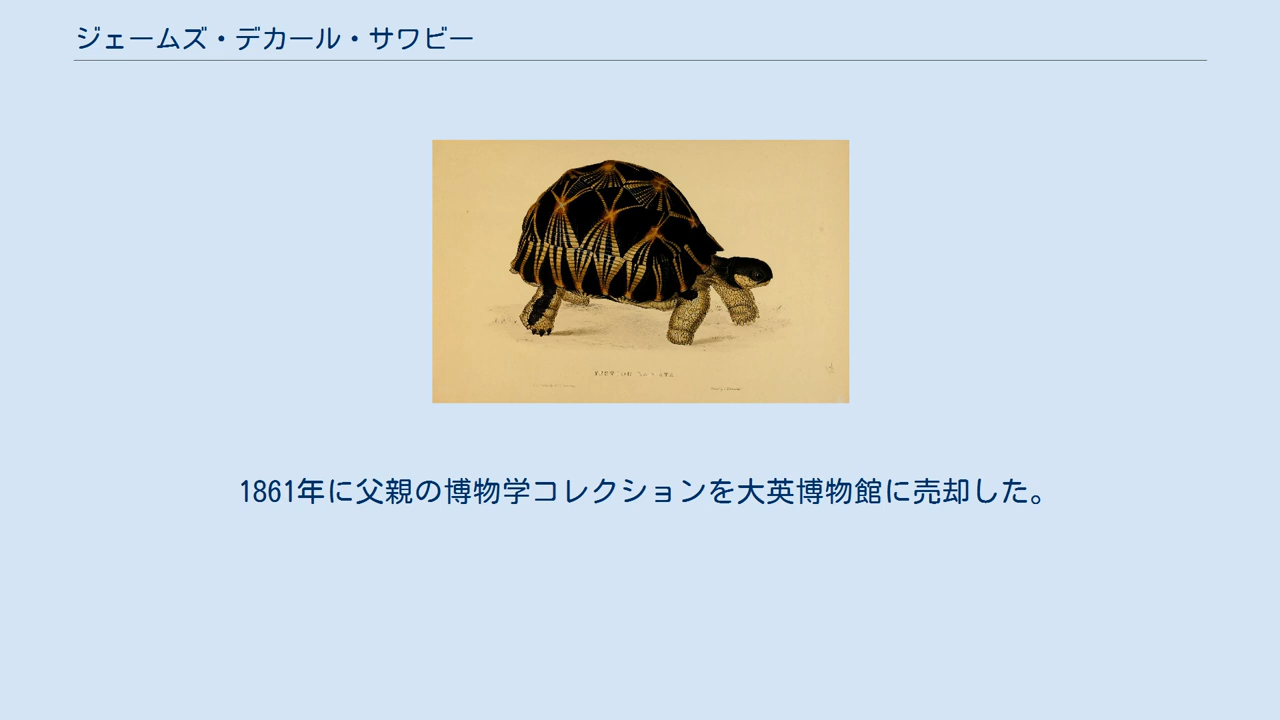 ジェームズ・デカール・サワビー
1861年に父親の博物学コレクションを大英博物館に売却した。